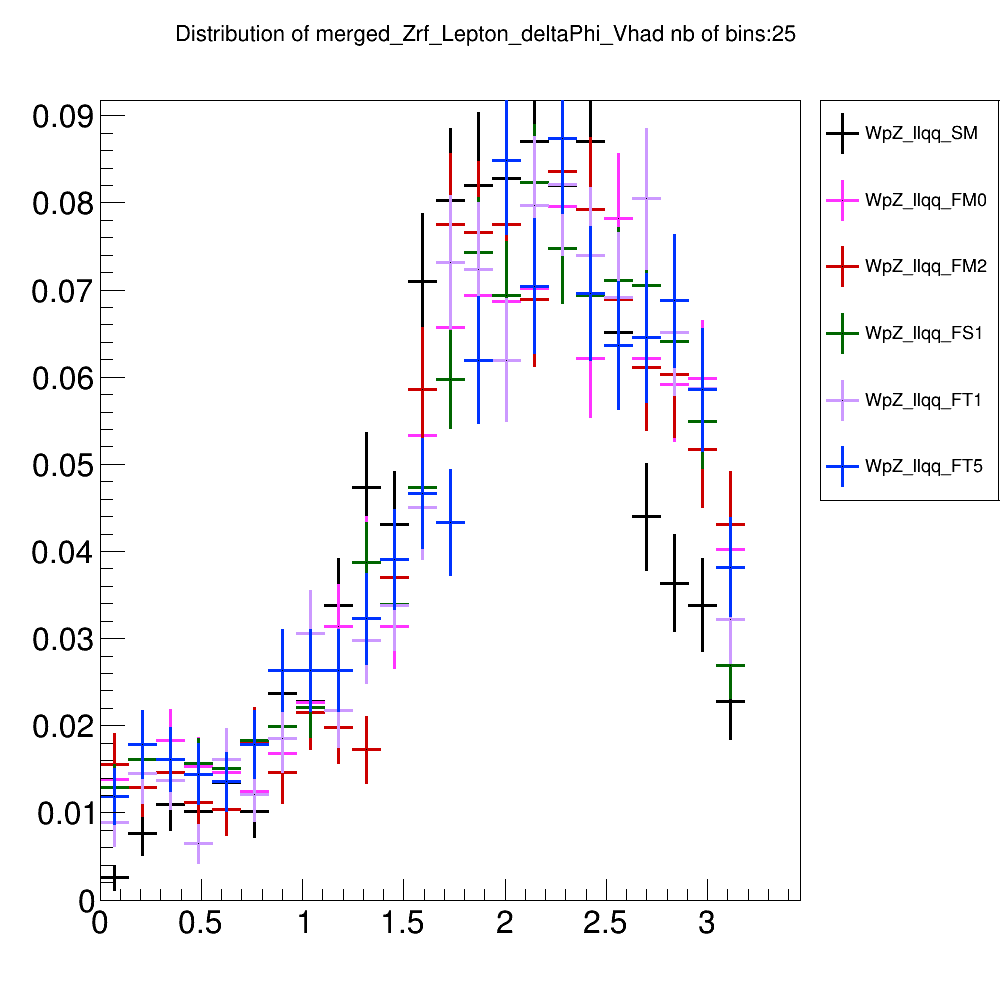 Distribution of merged_Zrf_Lepton_deltaPhi_Vhad nb of bins:25
0.09
0.08
0.07
0.06
0.05
0.04
0.03
0.02
0.01
0
0 0.5 1 1.5 2 2.5 3
WpZ_llqq_SM
WpZ_llqq_FM0
WpZ_llqq_FM2
WpZ_llqq_FS1
WpZ_llqq_FT1
WpZ_llqq_FT5